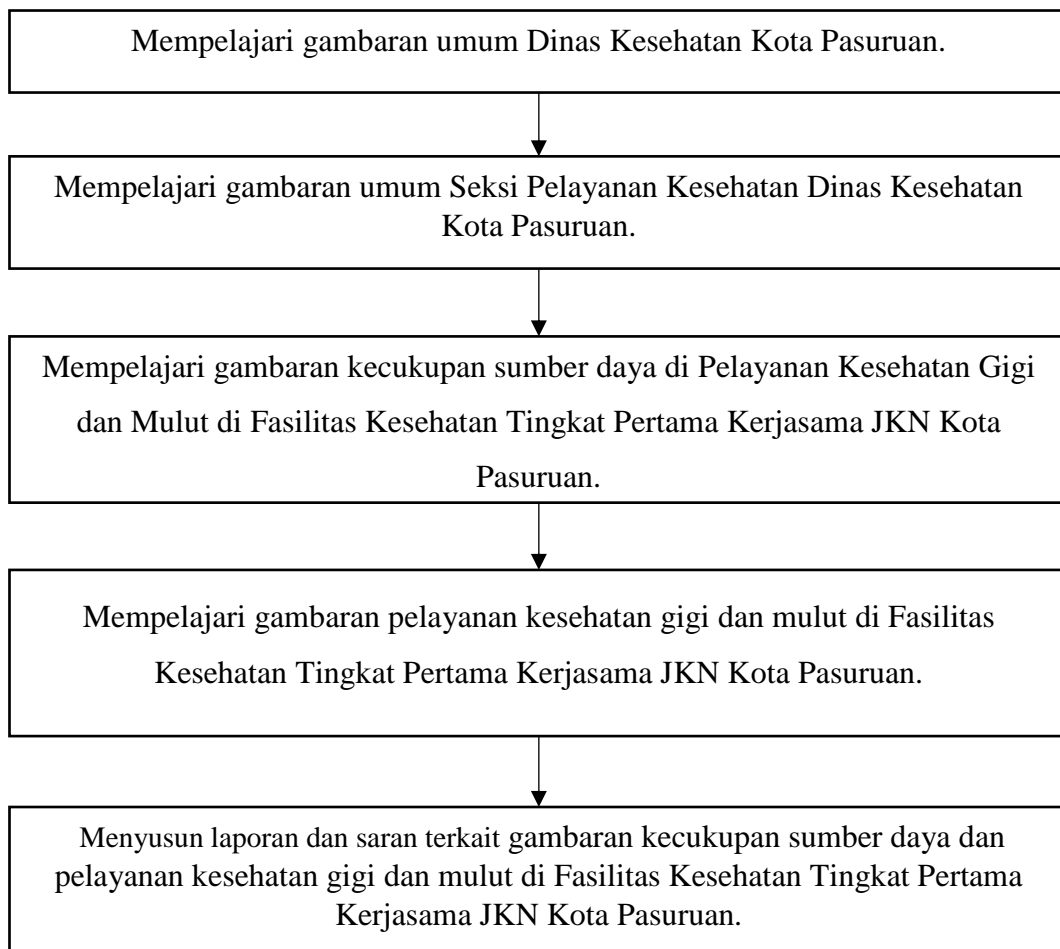 Mempelajari gambaran umum Dinas Kesehatan Kota Pasuruan.
Mempelajari gambaran umum Seksi Pelayanan Kesehatan Dinas Kesehatan
Kota Pasuruan.
Mempelajari gambaran kecukupan sumber daya di Pelayanan Kesehatan Gigi
dan Mulut di Fasilitas Kesehatan Tingkat Pertama Kerjasama JKN Kota
Pasuruan.
Mempelajari gambaran pelayanan kesehatan gigi dan mulut di Fasilitas
Kesehatan Tingkat Pertama Kerjasama JKN Kota Pasuruan.
Menyusun laporan dan saran terkait gambaran kecukupan sumber daya dan
pelayanan kesehatan gigi dan mulut di Fasilitas Kesehatan Tingkat Pertama
Kerjasama JKN Kota Pasuruan.